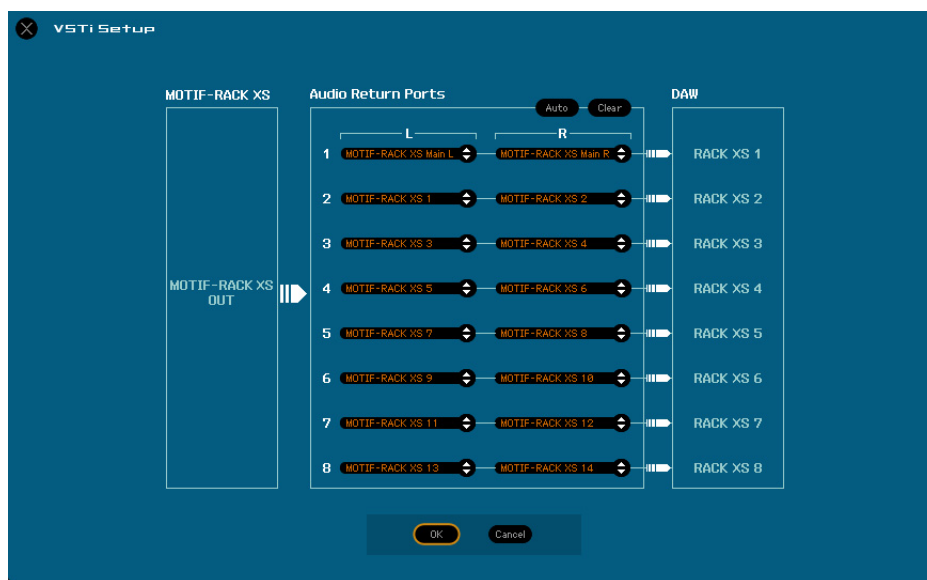 VSTi Setup
MOTIF-RACK XS
Audio Return Ports
DAW
Auto
Clear
L
R
1 MOTIF-RACK XS Main L MOTIF-RACK XS Main R RACK XS 1
2 MOTIF-RACK XS 1 MOTIF-RACK XS 2 RACK XS 2
3 MOTIF-RACK XS 3 MOTIF-RACK XS 4 RACK XS 3
MOTIF-RACK XS
OUT
4 MOTIF-RACK XS 5 MOTIF-RACK XS 6 RACK XS 4
5 MOTIF-RACK XS 7 MOTIF-RACK XS 8 RACK XS 5
6 MOTIF-RACK XS 9 MOTIF-RACK XS 10 RACK XS 6
7 MOTIF-RACK XS 11 MOTIF-RACK XS 12 RACK XS 7
8 MOTIF-RACK XS 13 MOTIF-RACK XS 14 RACK XS 8
OK
Cancel